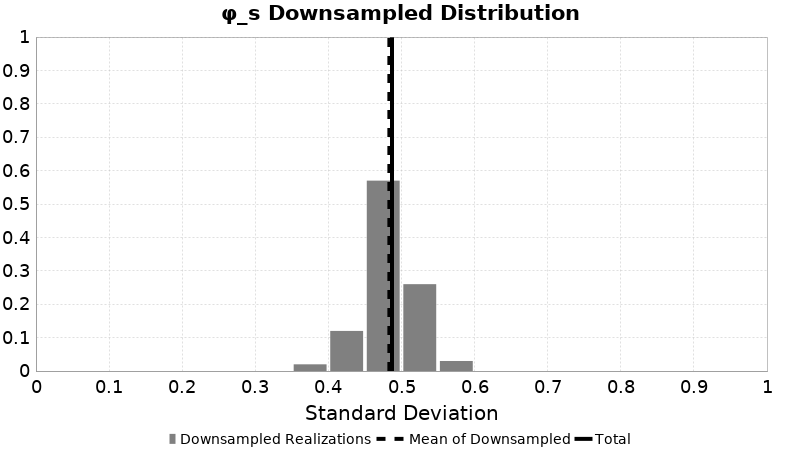 φ_s Downsampled Distribution
1
0.9
0.8
0.7
0.6
0.5
0.4
0.3
0.2
0.1
0
0 0.1 0.2 0.3 0.4 0.5 0.6 0.7 0.8 0.9 1
Standard Deviation
Downsampled Realizations Mean of Downsampled Total